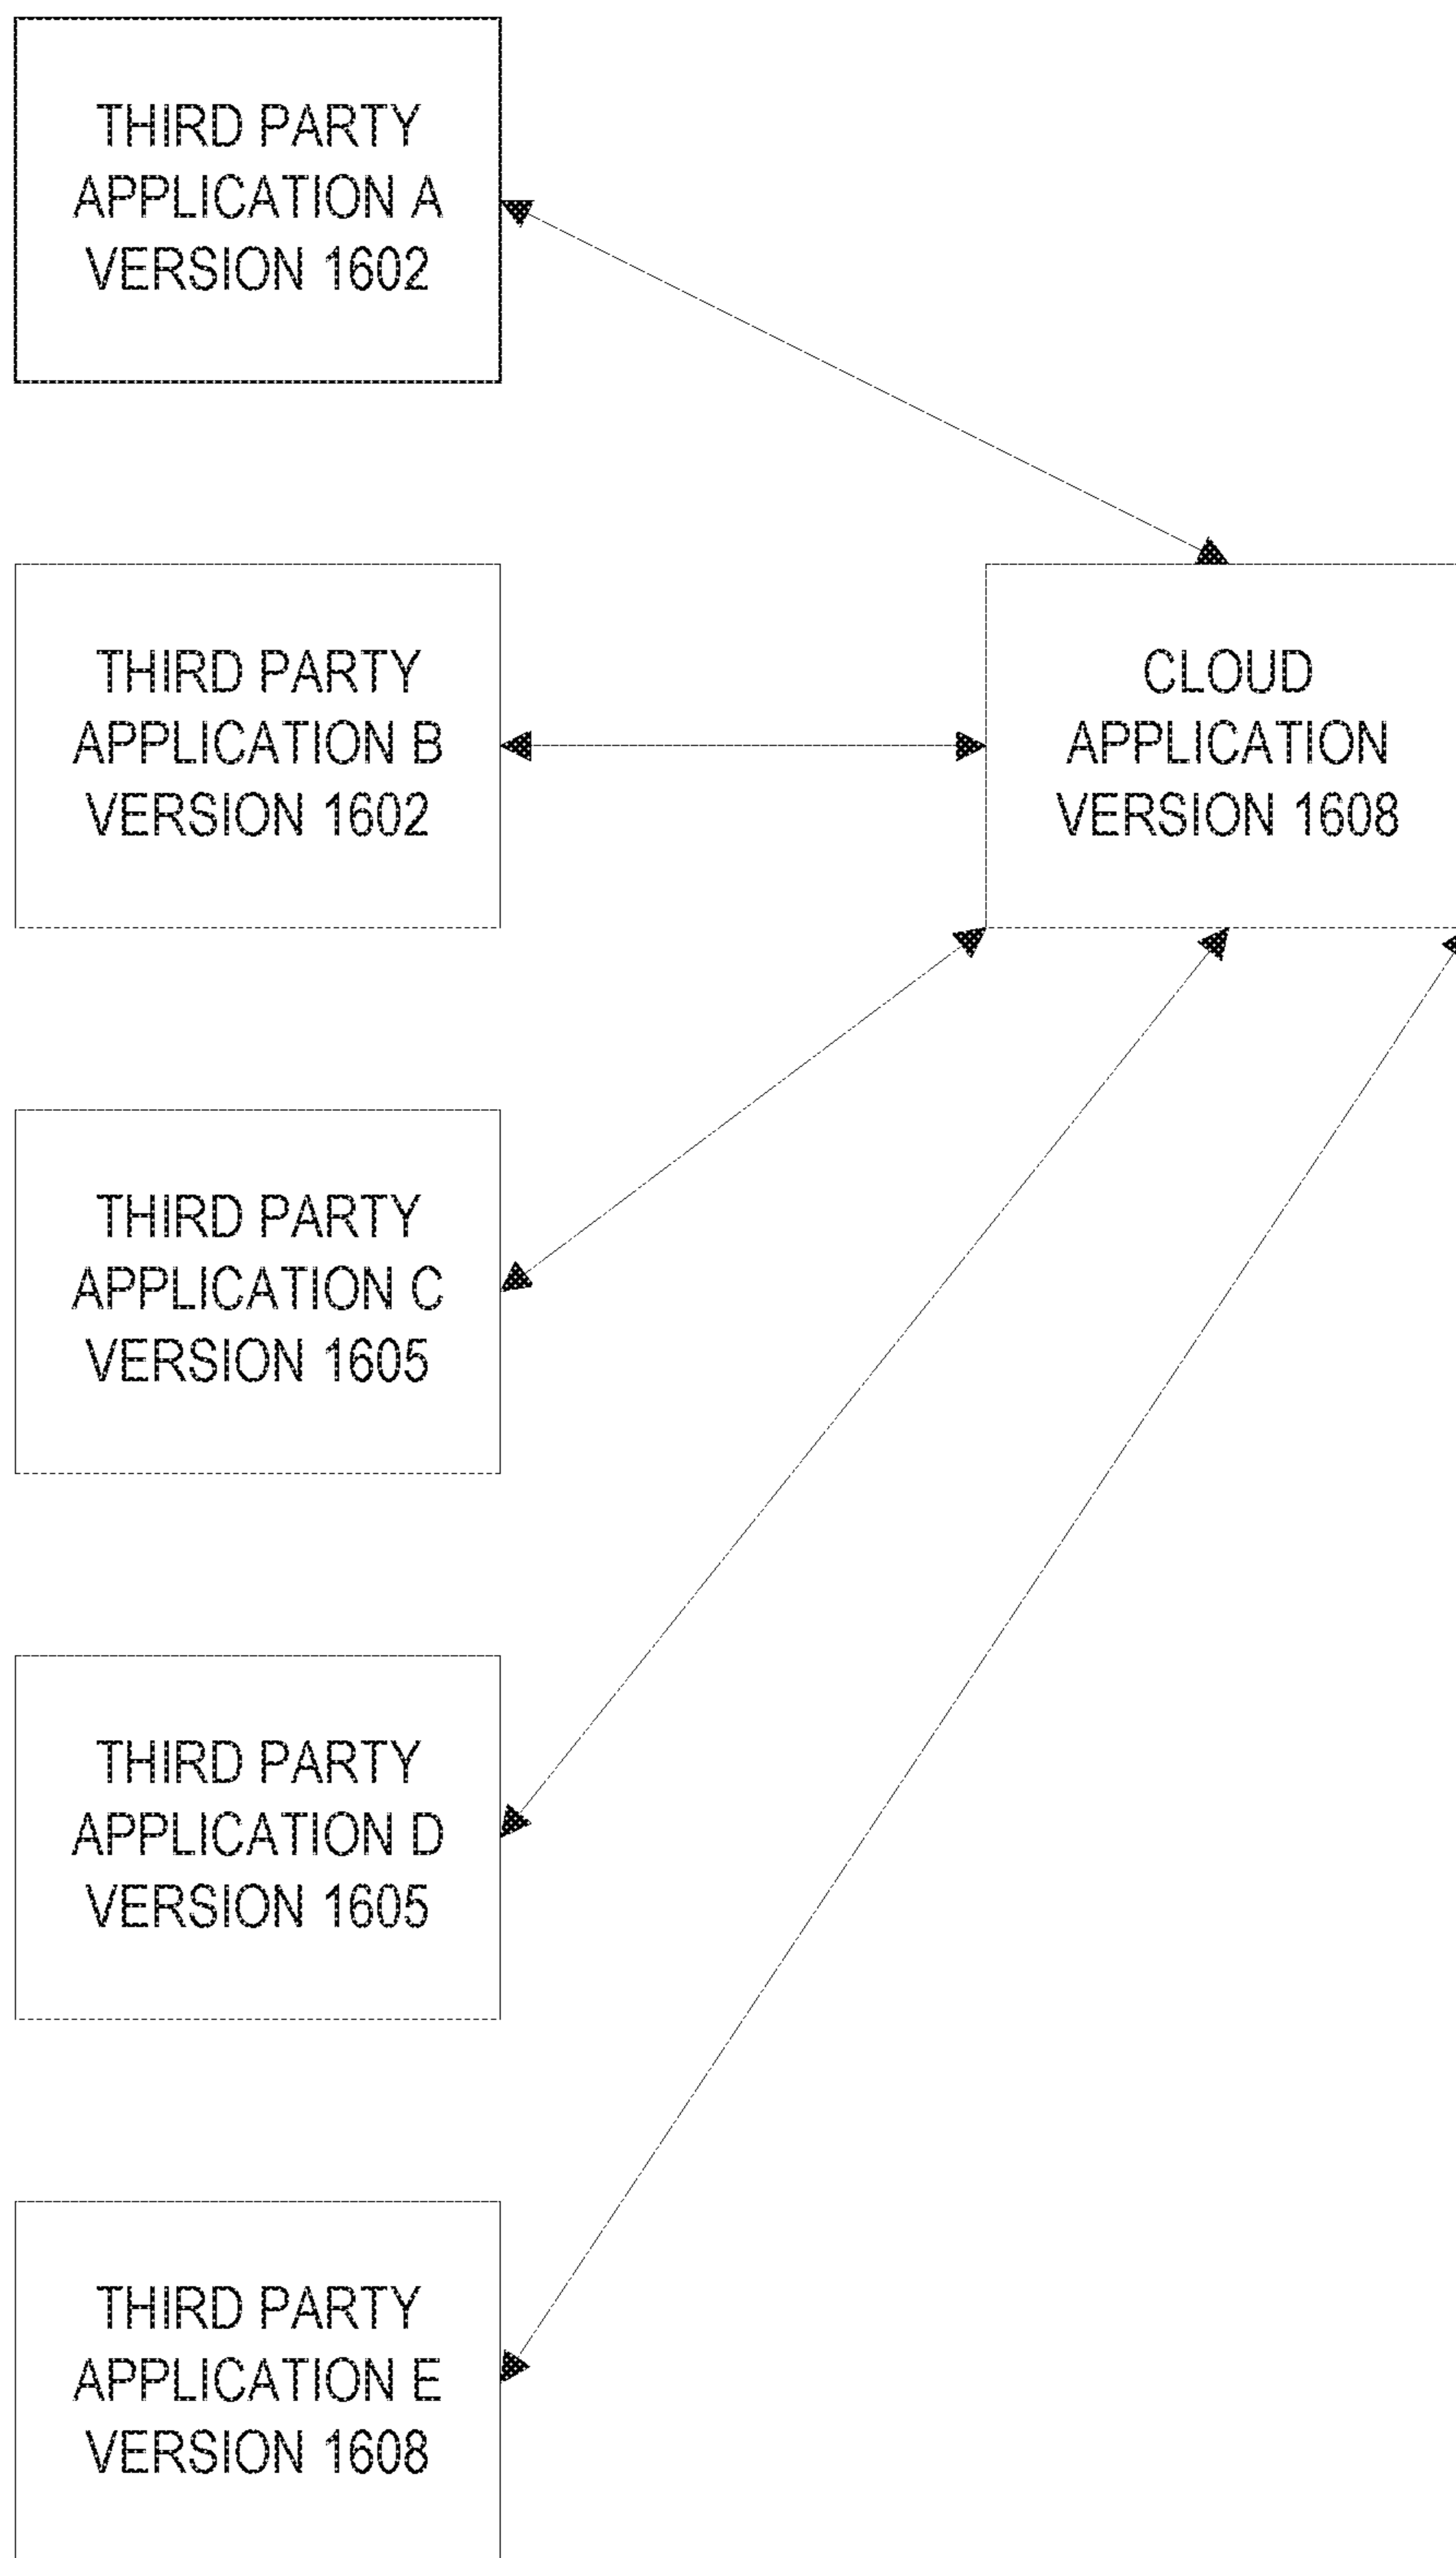 THIRD PARTY
APPLICATION A
VERSION 1602
THIRD PARTY
APPLICATION B
VERSION 1602
CLOUD
APPLICATION
VERSION 1608
THIRD PARTY
APPLICATION C
VERSION 1605
THIRD PARTY
APPLICATION D
VERSION 1605
THIRD PARTY
APPLICATION E
VERSION 1608